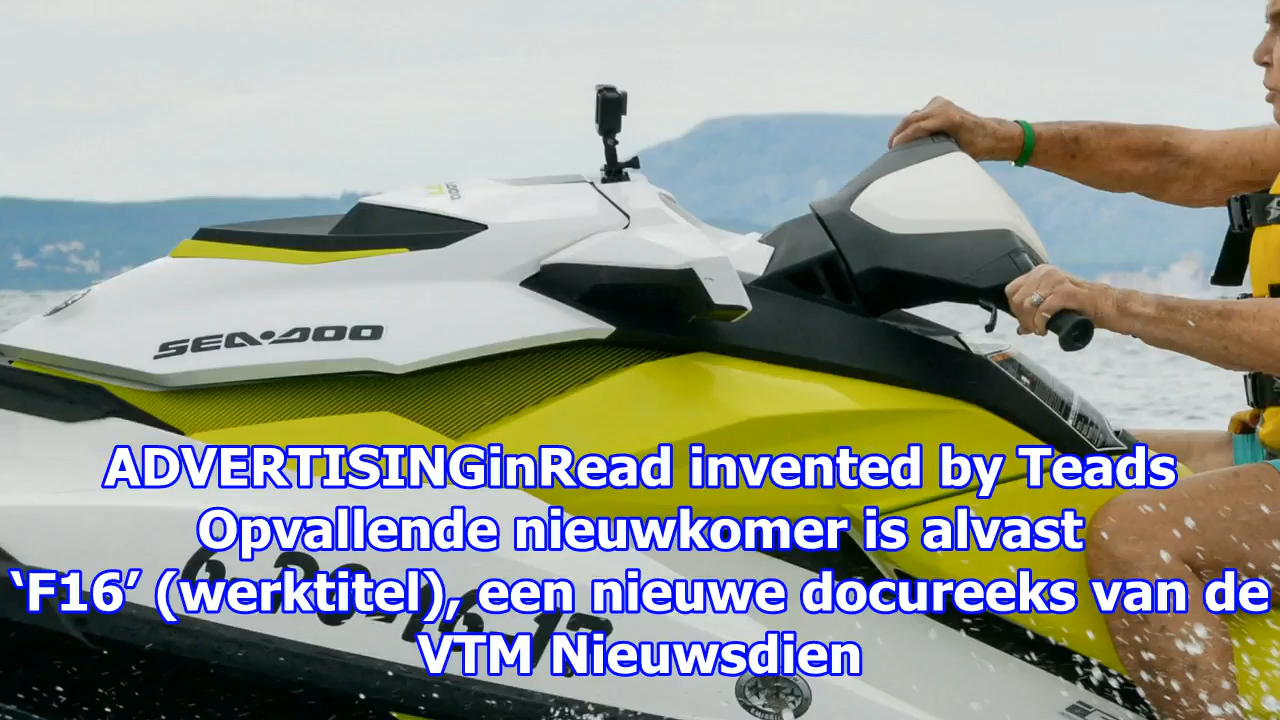 SEA-DOO
ADVERTISINGinRead invented by Teads
Opvallende nieuwkomer is alvast
‘F16’ (werktitel), een nieuwe docureeks van de
VTM Nieuwsdien